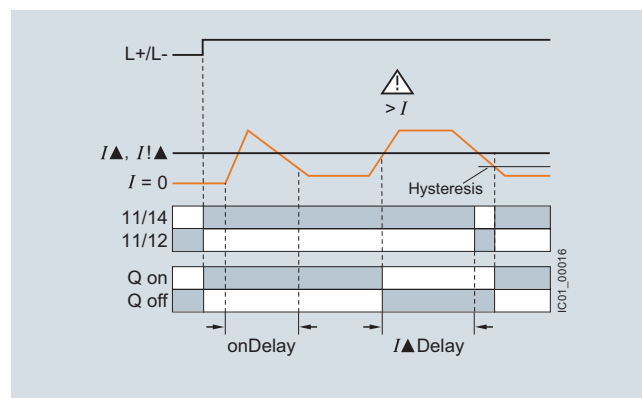 L+/L-
> I
I▲, I!▲
I = 0
Hysteresis
11/14
11/12
Q on
Q off
onDelay
I▲Delay
IC01_00016